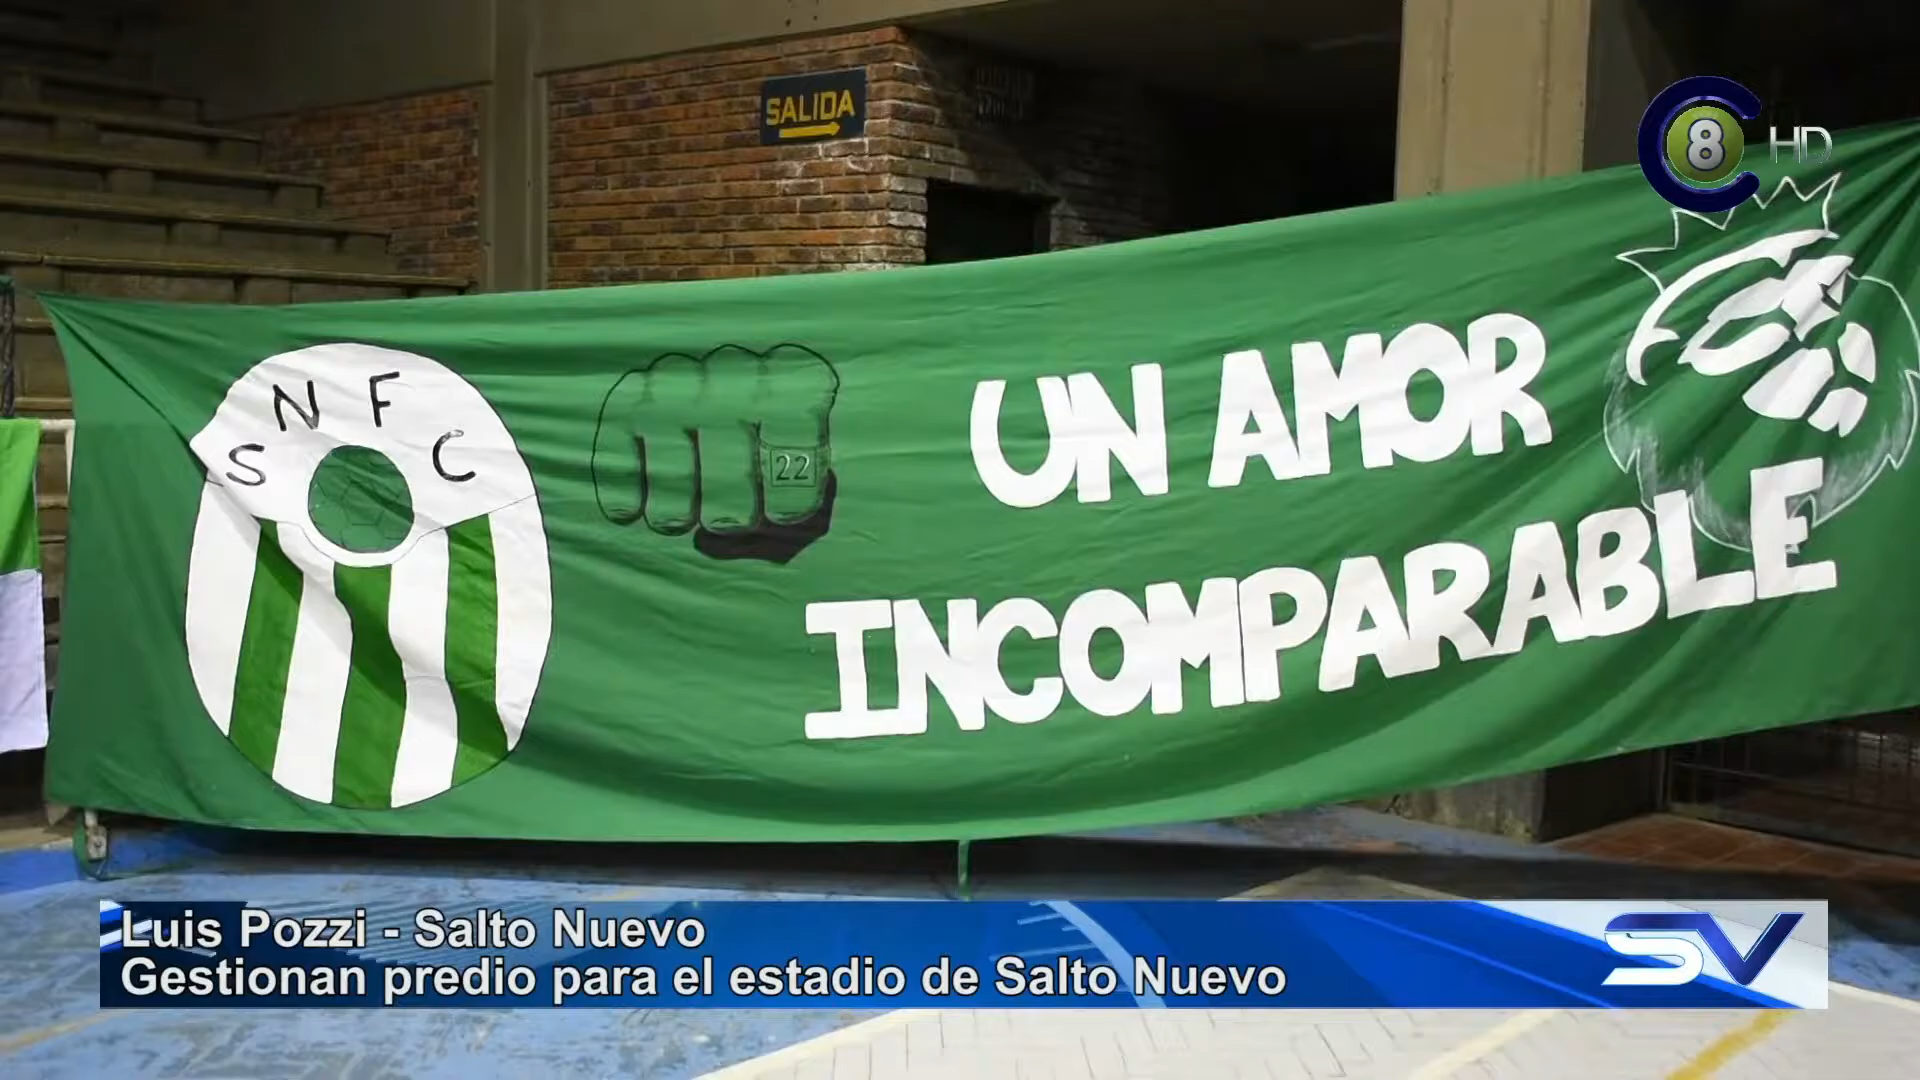 SALIDA
8 HD
S N F C
22
UN AMOR
INCOMPARABLE
Luis Pozzi - Salto Nuevo
Gestionan predio para el estadio de Salto Nuevo
SV